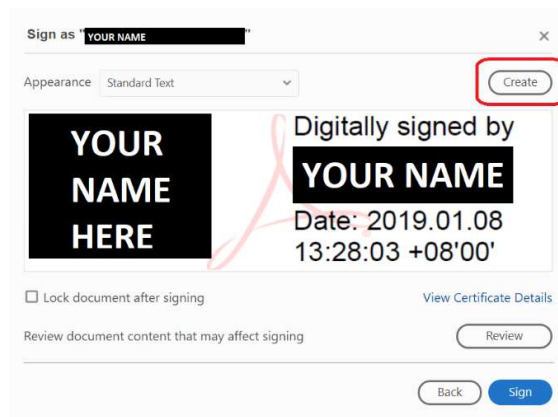 Sign as "YOUR NAME"
Appearance Standard Text Create
YOUR
NAME
HERE
Digitally signed by
YOUR NAME
Date: 2019.01.08
13:28:03 +08'00'
Lock document after signing View Certificate Details
Review document content that may affect signing Review
Back Sign